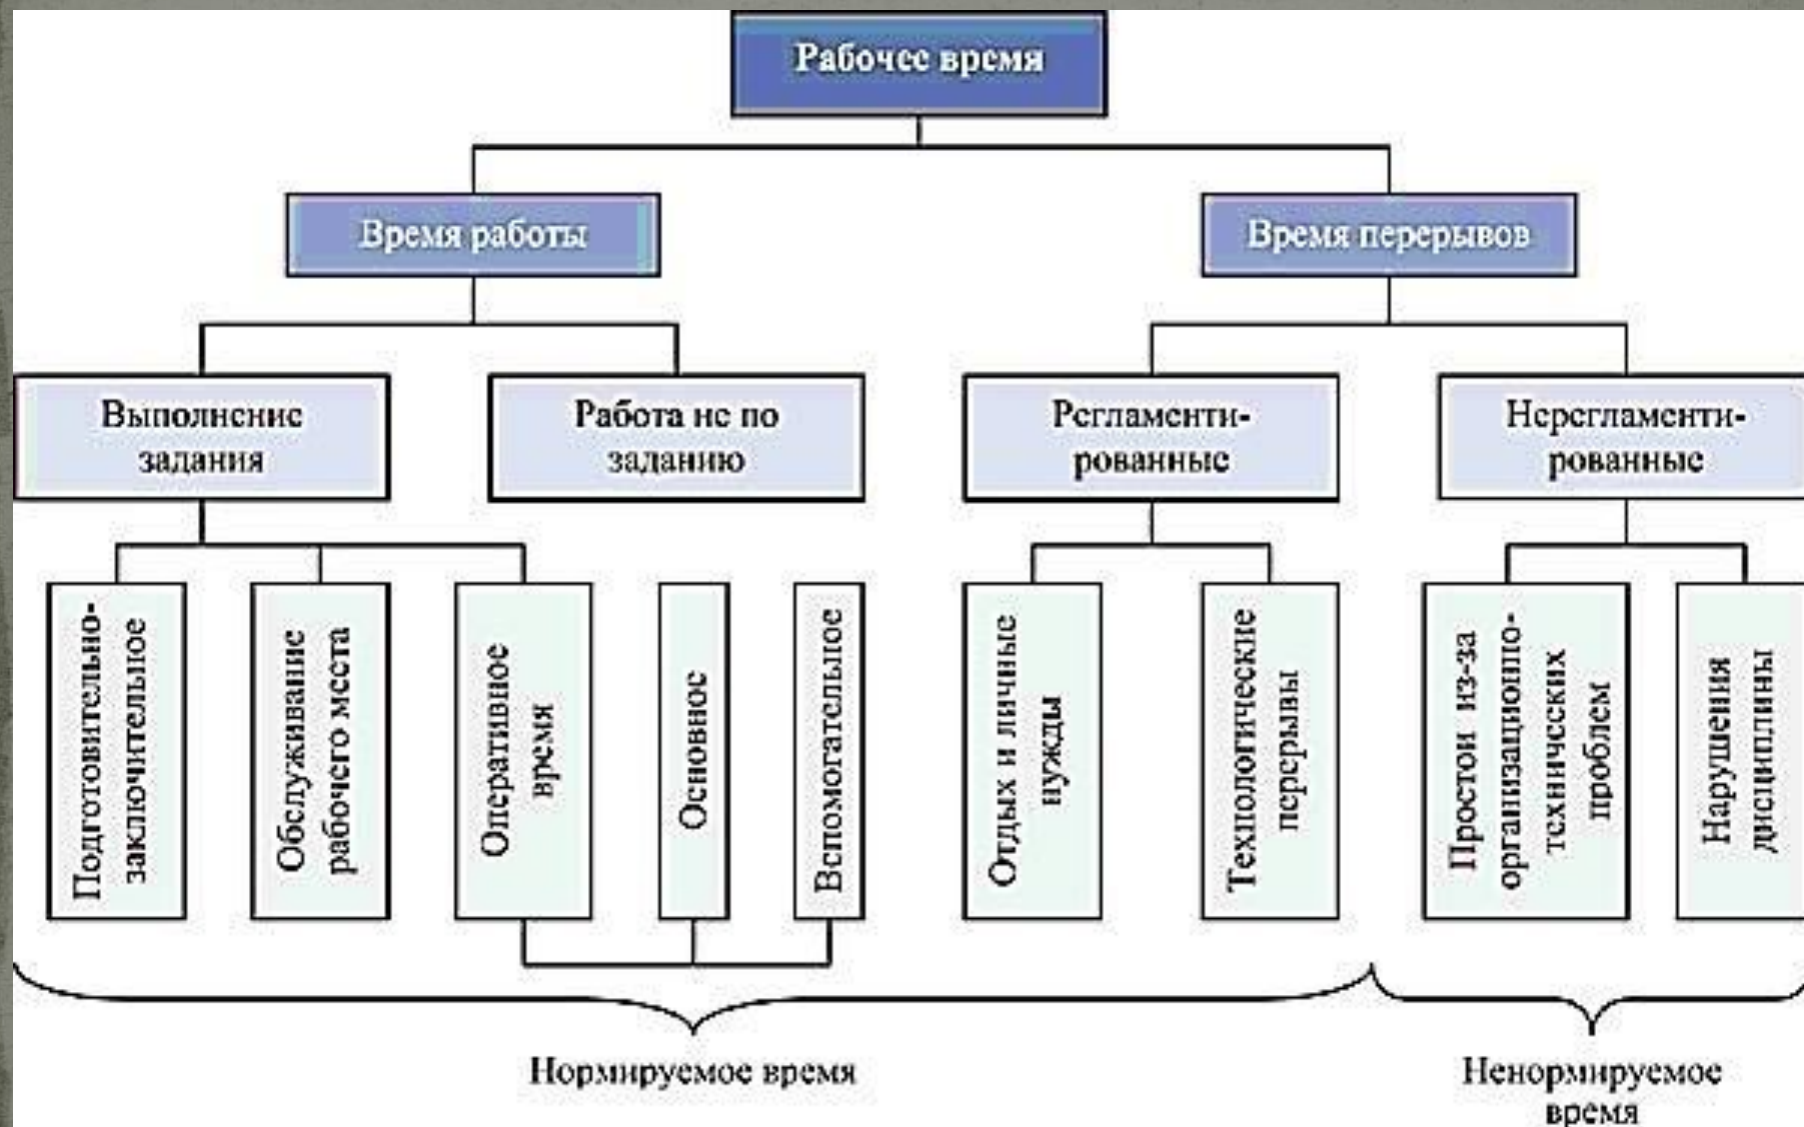 Рабочее время
Время работы
Время перерывов
Выполнение
задания
Работа не по
заданию
Регламенти-
рованные
Нерегламенти-
рованные
Подготовительно-
заключительное
Обслуживание
рабочего места
Оперативное
время
Основное
Вспомогательное
Отдых и личные
нужды
Технологические
перерывы
Простои из-за
организационно-
технических
проблем
Нарушения
дисциплины
Нормируемое время
Ненормируемое
время